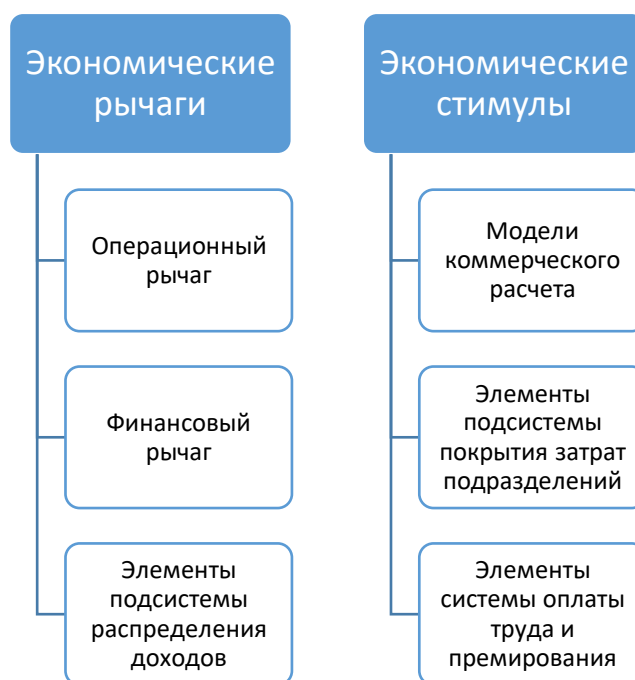 Экономические
рычаги
Операционный
рычаг
Финансовый
рычаг
Элементы
подсистемы
распределения
доходов
Экономические
стимулы
Модели
коммерческого
расчета
Элементы
подсистемы
покрытия затрат
подразделений
Элементы
системы оплаты
труда и
премирования